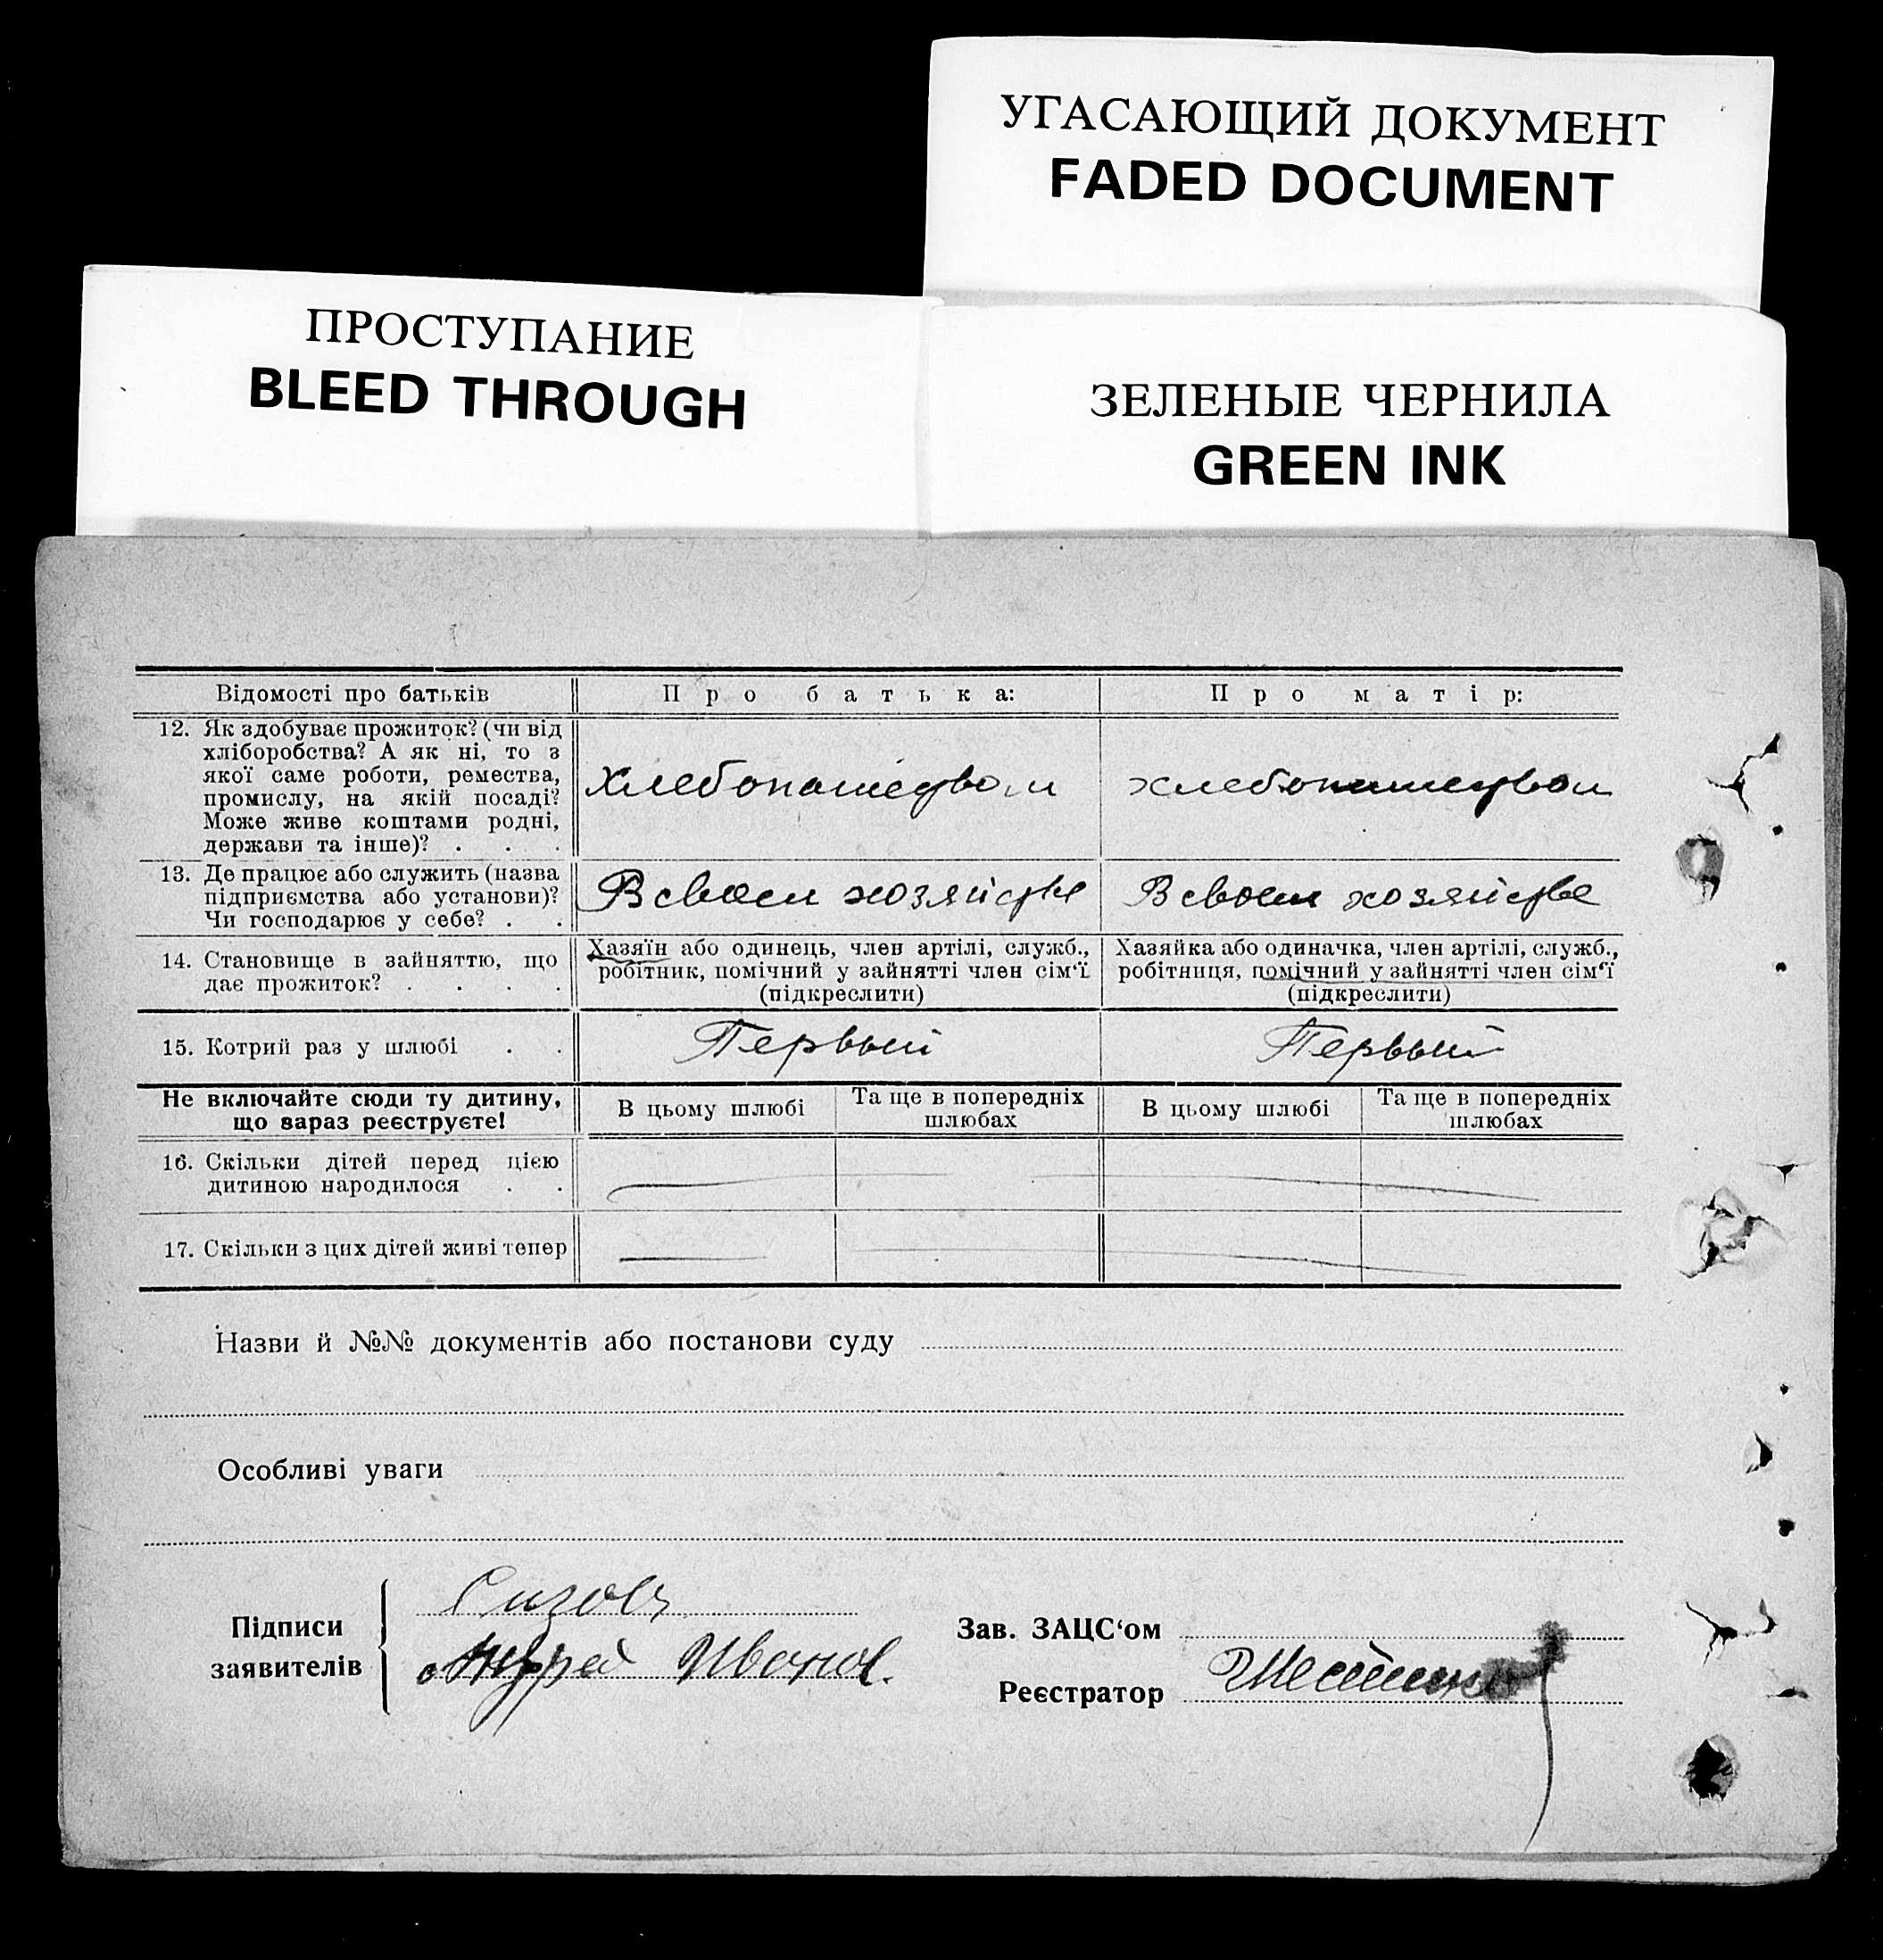 УГАСАЮЩИЙ ДОКУМЕНТ
FADED DOCUMENT
ПРОСТУПАНИЕ
BLEED THROUGH
ЗЕЛЕНЫЕ ЧЕРНИЛА
GREEN INK
Відомості про батьків
Про батька:
Про матір:
12. Як здобуває прожиток? (чи від
хліборобства? А як ні, то з
якої саме роботи, ремества,
промислу, на якій посаді?
Може живе коштами родні,
держави та інше)? . . .
Хлебопашеством
хлебопашеством
13. Де працює або служить (назва
підприємства або установи)?
Чи господарює у себе? . .
В своем хозяйстве
В своем хозяйстве
14. Становище в зайняттю, що
дає прожиток? . . . .
Хазяїн або одинець, член артілі, служб.,
робітник, помічний у зайнятті член сім‘ї
(підкреслити)
Хазяйка або одиначка, член артілі, служб.,
робітниця, помічний у зайнятті член сім‘ї
(підкреслити)
15. Котрий раз у шлюбі . .
Первый
Первый
Не включайте сюди ту дитину,
що вараз реєструєте!
В цьому шлюбі
Та ще в попередніх
шлюбах
В цьому шлюбі
Та ще в попередніх
шлюбах
16. Скільки дітей перед цією
дитиною народилося . .
17. Скільки з цих дітей живі тепер
Назви й №№ документів або постанови суду
Особливі уваги
Підписи
заявителів
Сизов
Андрей Иванов.
Зав. ЗАЦС‘ом
Реєстратор